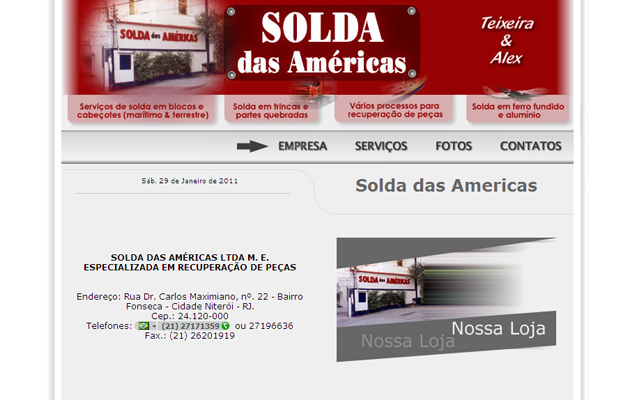 SOLDA das AMÉRICAS
SOLDA
das Américas
Teixeira
&
Alex
Serviços de solda em blocos e
cabeçotes (marítimo & terrestre)
Solda em trincas e
partes quebradas
Vários processos para
recuperação de peças
Solda em ferro fundido
e alumínio
EMPRESA SERVIÇOS FOTOS CONTATOS
Sáb, 29 de Janeiro de 2011
Solda das Americas
SOLDA DAS AMÉRICAS LTDA M. E.
ESPECIALIZADA EM RECUPERAÇÃO DE PEÇAS
Endereço: Rua Dr. Carlos Maximiano, nº. 22 - Bairro
Fonseca - Cidade Niterói - RJ.
Cep.: 24.120-000
Telefones: (21) 27171359 ou 27196636
Fax.: (21) 26201919
SOLDA das AMÉRICAS
Nossa Loja
Nossa Loja